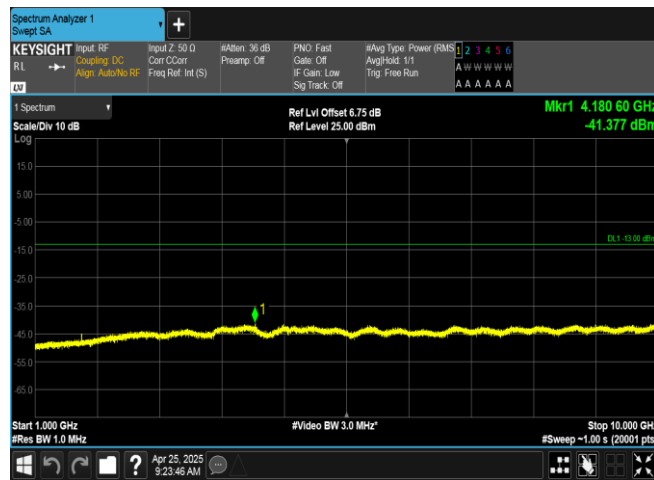 Spectrum Analyzer 1
Swept SA
+
KEYSIGHT
RL
LXI
Input: RF
Coupling: DC
Align: Auto/No RF
Input Z: 50 Ω
Corr CCorr
Freq Ref: Int (S)
#Atten: 36 dB
Preamp: Off
PNO: Fast
Gate: Off
IF Gain: Low
Sig Track: Off
#Avg Type: Power (RMS
Avg|Hold: 1/1
Trig: Free Run
1 2 3 4 5 6
A W W W W W
A A A A A A
1 Spectrum
Scale/Div 10 dB
Log
Ref Lvl Offset 6.75 dB
Ref Level 25.00 dBm
Mkr1 4.180 60 GHz
-41.377 dBm
15.0
5.00
-5.00
-15.0
-25.0
-35.0
-45.0
-55.0
-65.0
DL1 -13.00 dBm
1
Start 1.000 GHz
#Res BW 1.0 MHz
#Video BW 3.0 MHz*
Stop 10.000 GHz
#Sweep ~1.00 s (20001 pts
?
Apr 25, 2025
9:23:46 AM